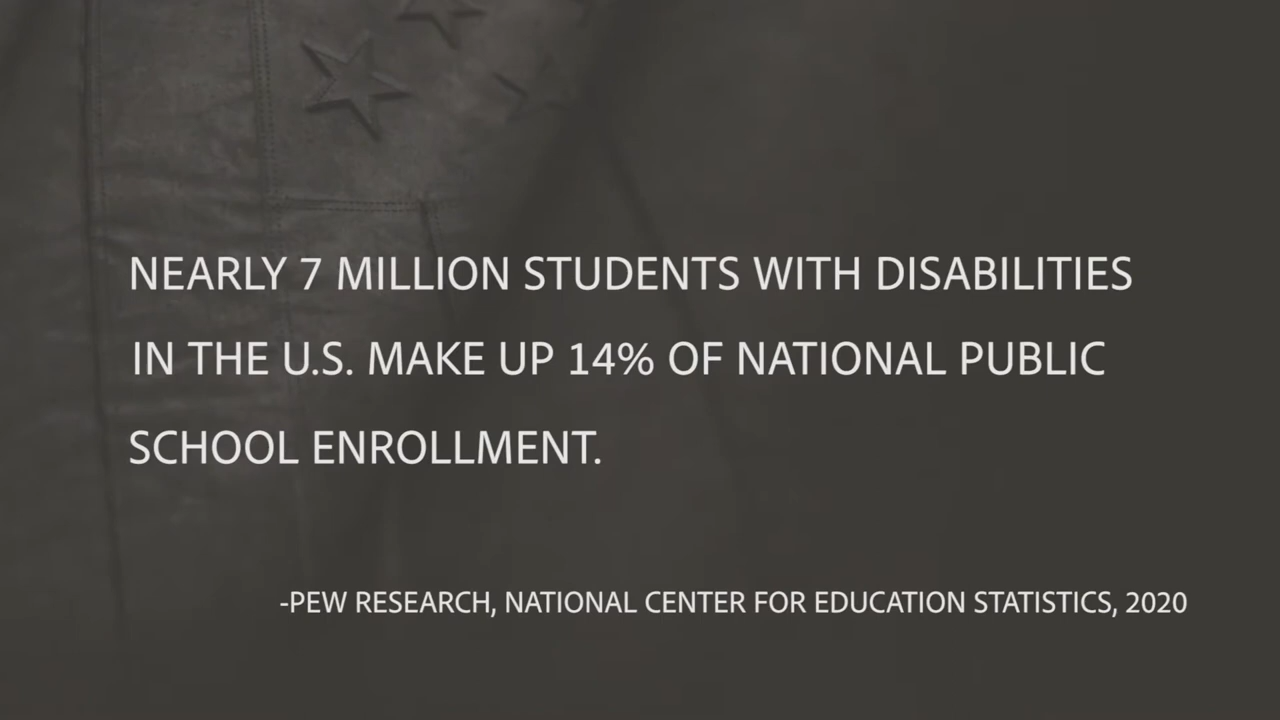 NEARLY 7 MILLION STUDENTS WITH DISABILITIES
IN THE U.S. MAKE UP 14% OF NATIONAL PUBLIC
SCHOOL ENROLLMENT.
-PEW RESEARCH, NATIONAL CENTER FOR EDUCATION STATISTICS, 2020